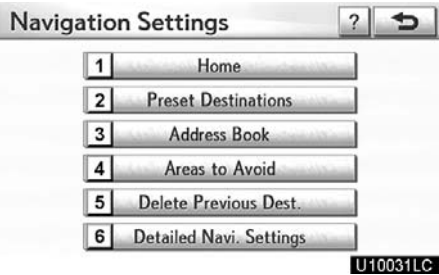 Navigation Settings ?
1 Home
2 Preset Destinations
3 Address Book
4 Areas to Avoid
5 Delete Previous Dest.
6 Detailed Navi. Settings
U10031LC